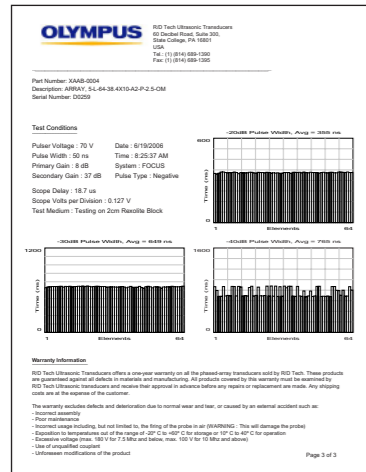 OLYMPUS
R/D Tech Ultrasonic Transducers
60 Decibel Road, Suite 300,
State College, PA 16801
USA
Tel.: (1) (814) 689-1390
Fax: (1) (814) 689-1395
Part Number: XAAB-0004
Description: ARRAY, 5-L-64-38.4X10-A2-P-2.5-OM
Serial Number: D0259
Test Conditions
Pulser Voltage : 70 V Date : 6/19/2006
Pulse Width : 50 ns Time : 8:25:37 AM
Primary Gain : 8 dB System : FOCUS
Secondary Gain : 37 dB Pulse Type : Negative
Scope Delay : 18.7 us
Scope Volts per Division : 0.127 V
Test Medium : Testing on 2cm Rexolite Block
-20dB Pulse Width, Avg = 355 ns
600
Time (ns)
0
1 Elements 64
-30dB Pulse Width, Avg = 649 ns
1200
Time (ns)
0
1 Elements 64
-40dB Pulse Width, Avg = 765 ns
1600
Time (ns)
0
1 Elements 64
Warranty Information
R/D Tech Ultrasonic Transducers offers a one-year warranty on all the phased-array transducers sold by R/D Tech. These products
are guaranteed against all defects in materials and manufacturing. All products covered by this warranty must be examined by
R/D Tech Ultrasonic transducers and receive their approval in advance before any repairs or replacement are made. Any shipping
costs are at the expense of the customer.
The warranty excludes defects and deterioration due to normal wear and tear, or caused by an external accident such as:
- Incorrect assembly
- Poor maintenance
- Incorrect usage including, but not limited to, the firing of the probe in air (WARNING : This will damage the probe)
- Exposition to temperatures out of the range of -20° C to +60° C for storage or 10° C to 40° C for operation
- Excessive voltage (max. 180 V for 7.5 Mhz and below, max. 100 V for 10 Mhz and above)
- Use of unqualified couplant
- Unforeseen modifications of the product
Page 3 of 3